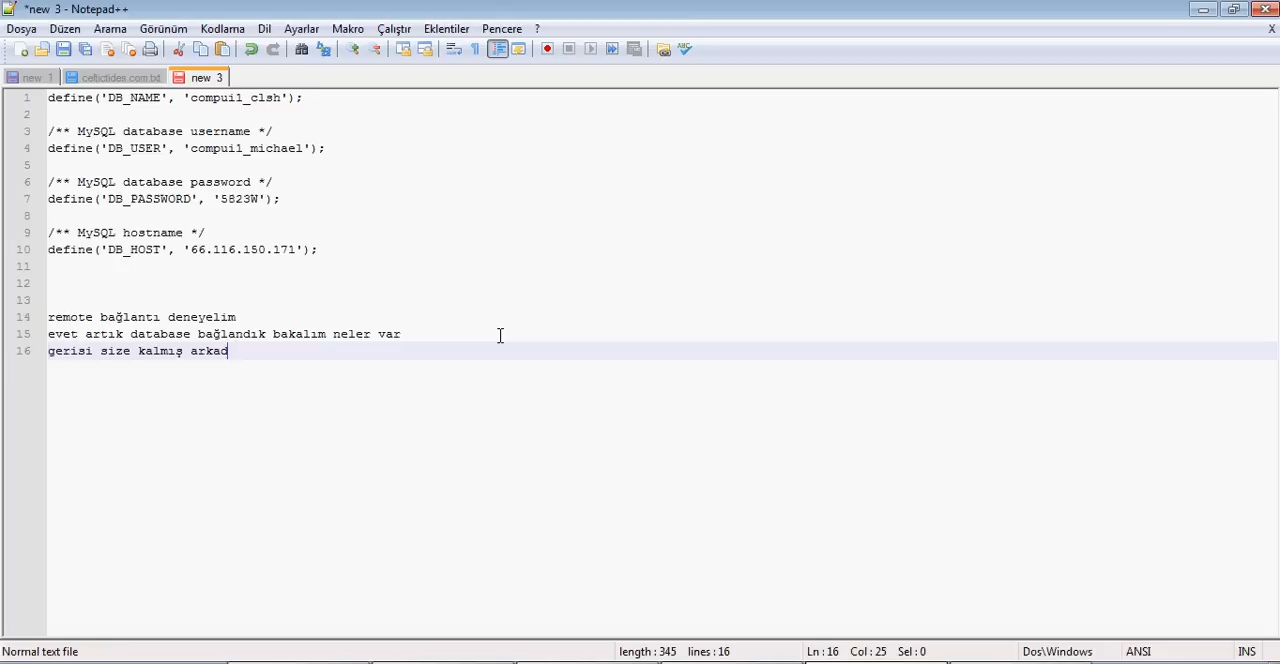 *new 3 - Notepad++
Dosya Düzen Arama Görünüm Kodlama Dil Ayarlar Makro Çalıştır Eklentiler Pencere ? X
new 1 celtictides.com.txt new 3
1 define('DB_NAME', 'compui1_clsh');
2
3 /** MySQL database username */
4 define('DB_USER', 'compui1_michael');
5
6 /** MySQL database password */
7 define('DB_PASSWORD', '5823W');
8
9 /** MySQL hostname */
10 define('DB_HOST', '66.116.150.171');
11
12
13
14 remote bağlantı deneyelim
15 evet artık database bağlandık bakalım neler var
16 gerisi size kalmış arkad
Normal text file length : 345 lines : 16 Ln : 16 Col : 25 Sel : 0 Dos\Windows ANSI INS